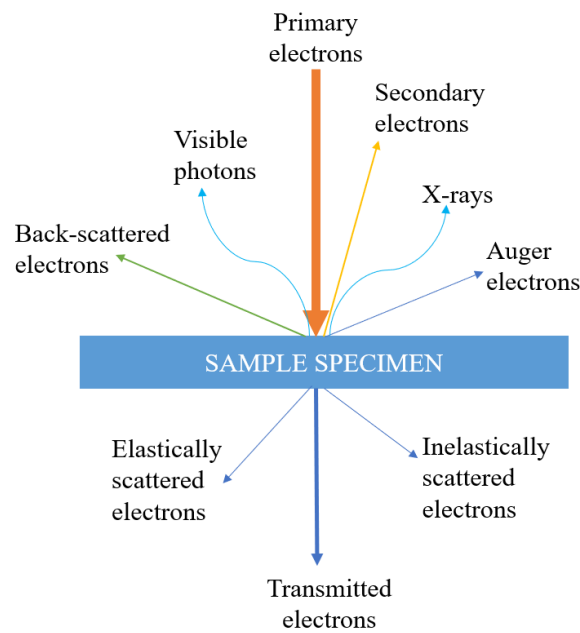 Primary
electrons
Secondary
electrons
Visible
photons
X-rays
Back-scattered
electrons
Auger
electrons
SAMPLE SPECIMEN
Elastically
scattered
electrons
Inelastically
scattered
electrons
Transmitted
electrons